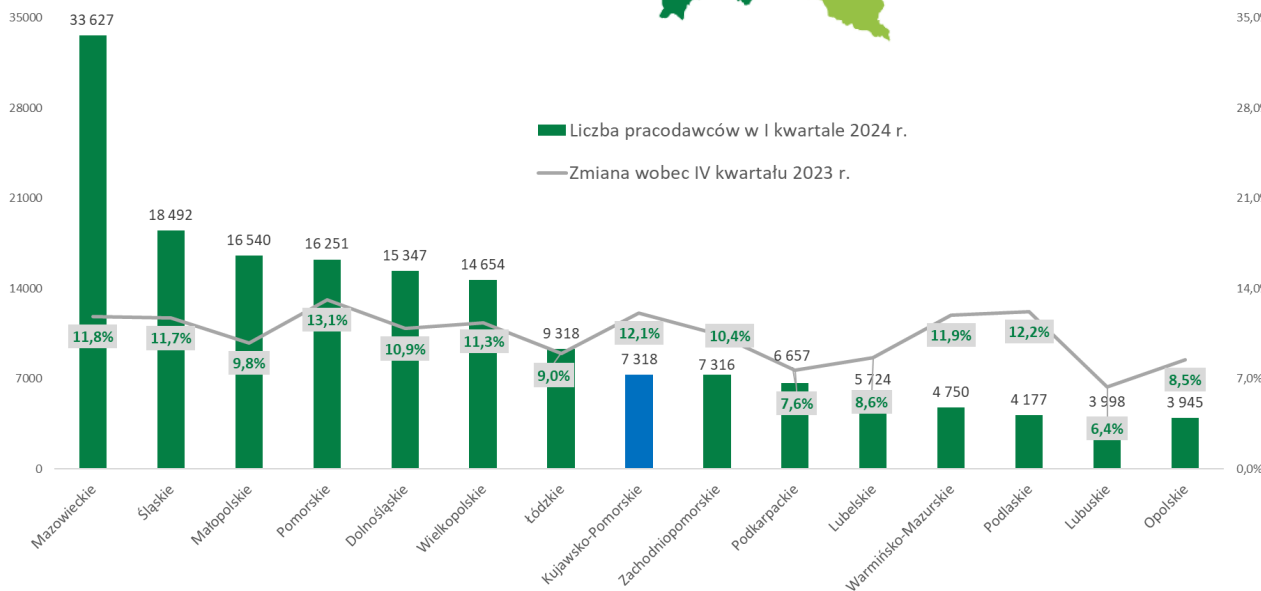 35000
28000
21000
14000
7000
0
33 627
18 492
16 540
16 251
15 347
14 654
9 318
7 318
7 316
6 657
5 724
4 750
4 177
3 998
3 945
11,8%
11,7%
9,8%
13,1%
10,9%
11,3%
9,0%
12,1%
10,4%
7,6%
8,6%
11,9%
12,2%
6,4%
8,5%
Liczba pracodawców w I kwartale 2024 r.
Zmiana wobec IV kwartału 2023 r.
35,0%
28,0%
21,0%
14,0%
7,0%
0,0%
Mazowieckie
Śląskie
Małopolskie
Pomorskie
Dolnośląskie
Wielkopolskie
Łódzkie
Kujawsko-Pomorskie
Zachodniopomorskie
Podkarpackie
Lubelskie
Warmińsko-Mazurskie
Podlaskie
Lubuskie
Opolskie